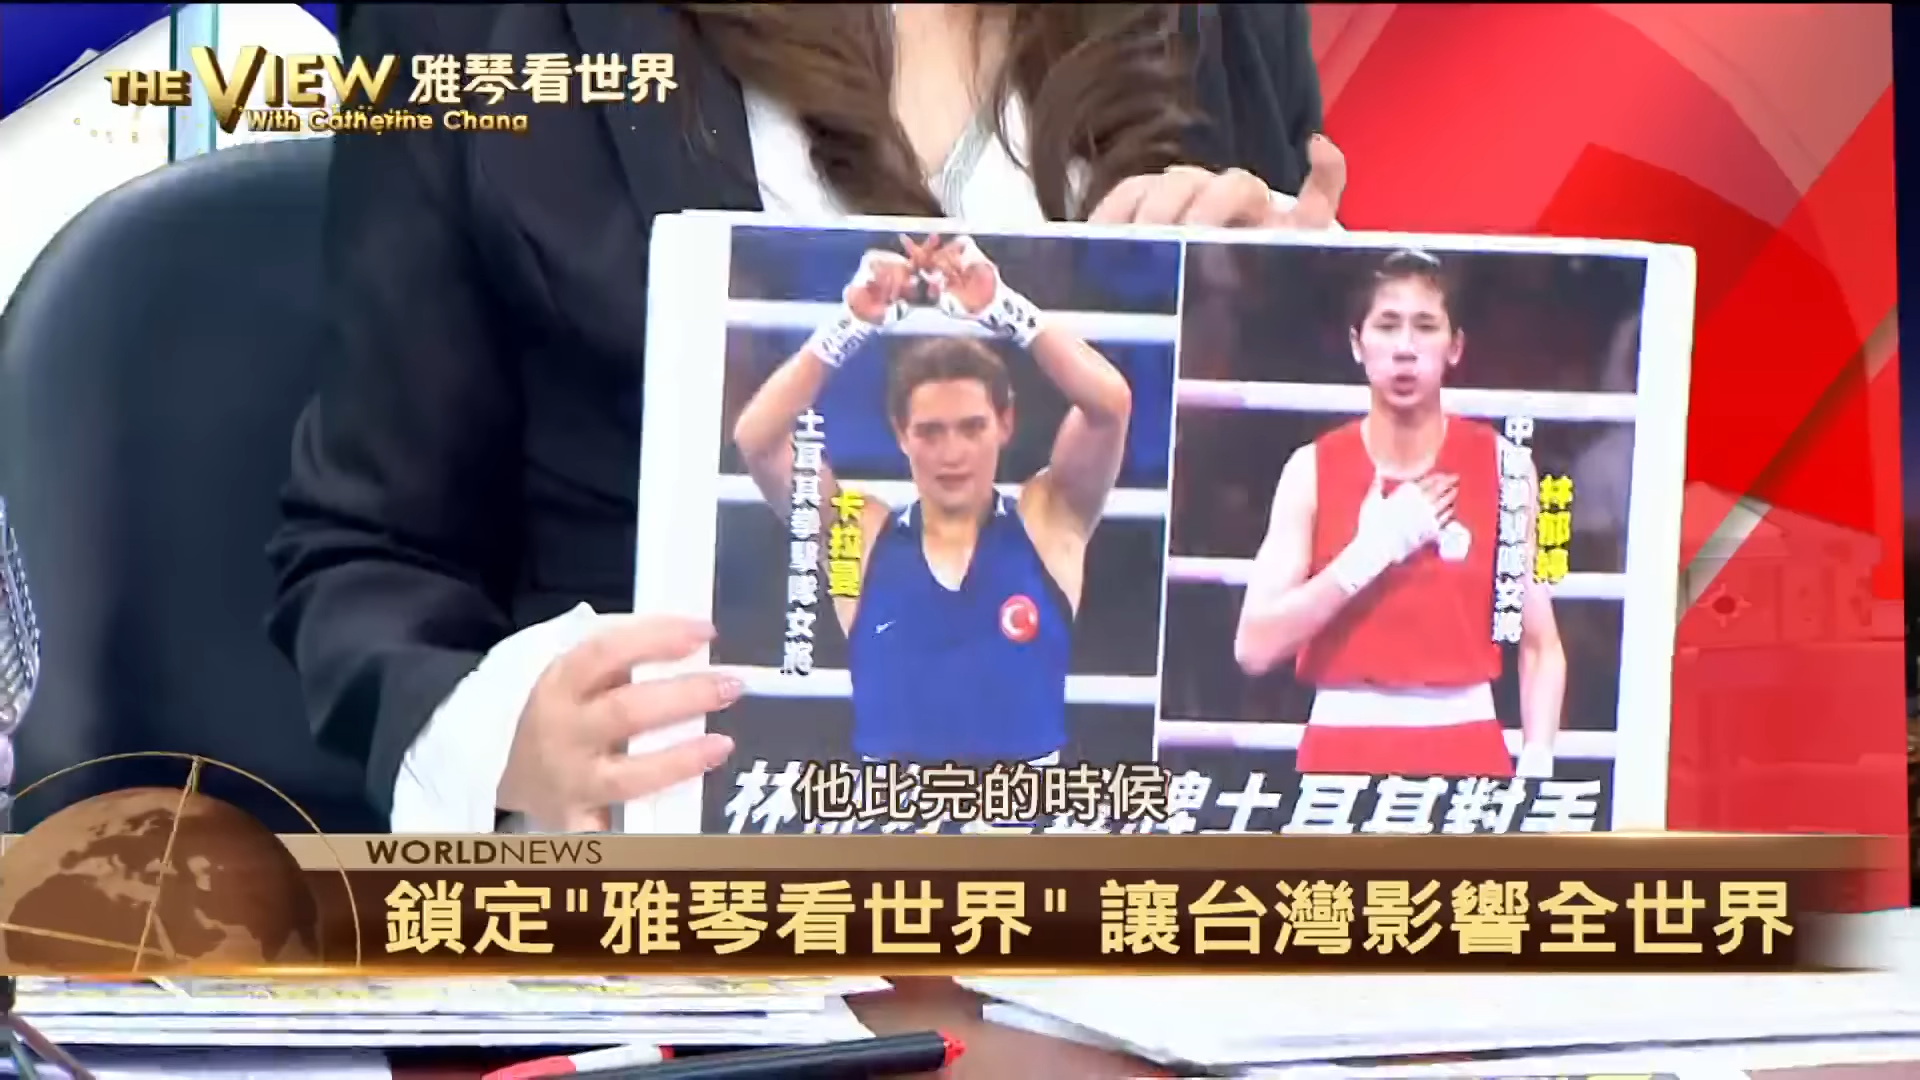 THE VIEW 雅琴看世界
With Catherine Chang
土耳其拳擊隊女將
卡拉曼
中華拳擊隊女將
林郁婷
土耳其對手
他比完的時候
WORLDNEWS
鎖定"雅琴看世界" 讓台灣影響全世界